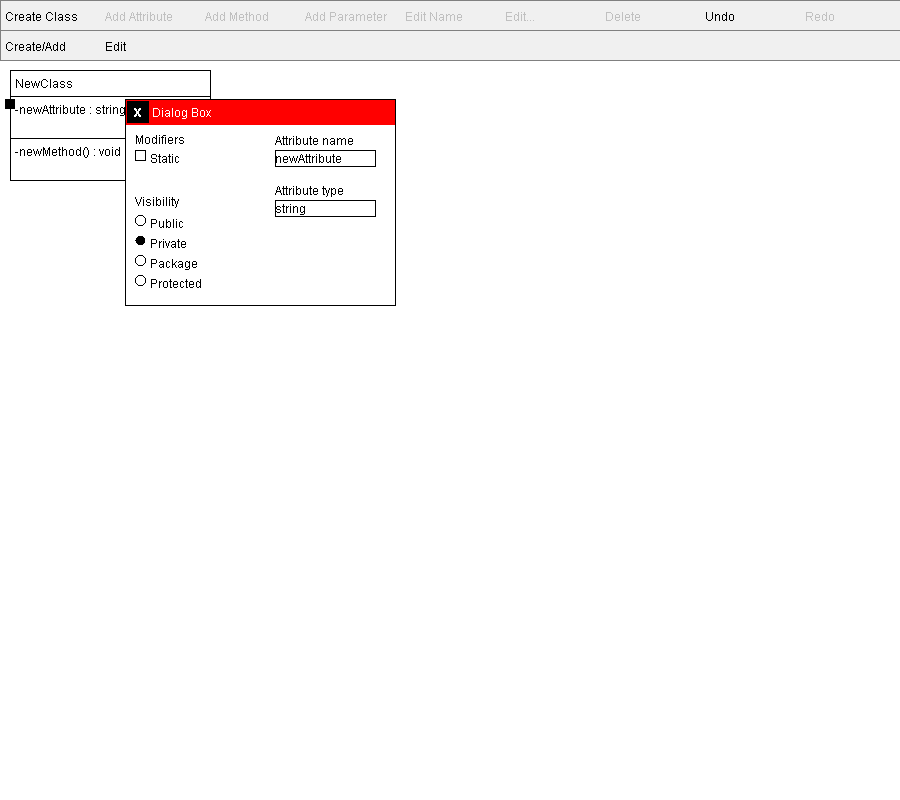 Create Class Add Attribute Add Method Add Parameter Edit Name Edit... Delete Undo Redo
Create/Add Edit
NewClass
-newAttribute : string
-newMethod() : void
X Dialog Box
Modifiers
Static
Visibility
Public
Private
Package
Protected
Attribute name
newAttribute
Attribute type
string